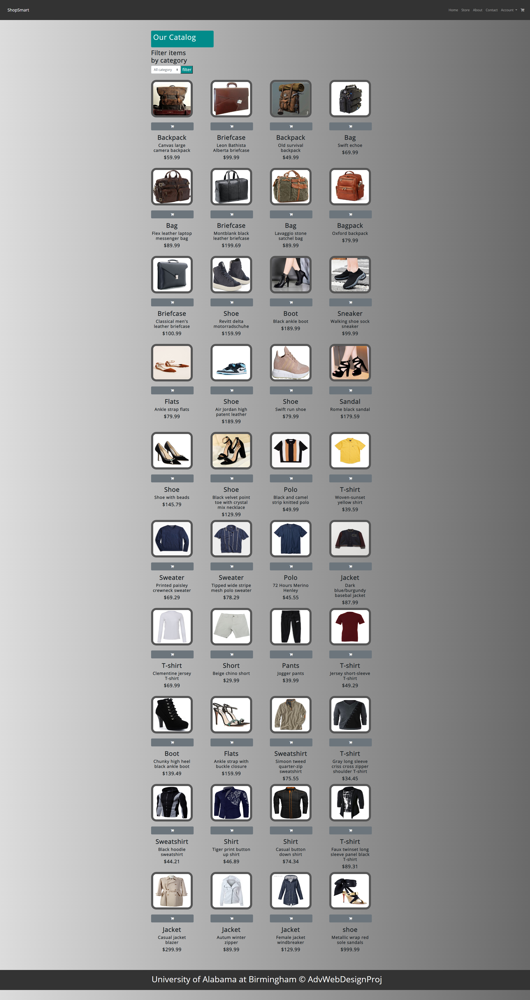 ShopSmart
Home Store About Contact Account
Our Catalog
Filter items
by category
All category filter
Backpack
Canvas large
camera backpack
$59.99
Briefcase
Leon Bathista
Alberta briefcase
$99.99
Backpack
Old survival
backpack
$49.99
Bag
Swift echoe
$69.99
Bag
Flex leather laptop
messenger bag
$89.99
Briefcase
Montblank black
leather briefcase
$199.69
Bag
Lavaggio stone
satchel bag
$89.99
Bagpack
Oxford backpack
$79.99
Briefcase
Classical men's
leather briefcase
$100.99
Shoe
Revitt delta
motorradschuhe
$159.99
Boot
Black ankle boot
$189.99
Sneaker
Walking shoe sock
sneaker
$99.99
Flats
Ankle strap flats
$79.99
Shoe
Air Jordan high
patent leather
$189.99
Shoe
Swift run shoe
$79.99
Sandal
Rome black sandal
$179.59
Shoe
Shoe with beads
$145.79
Shoe
Black velvet point
toe with crystal
mix necklace
$129.99
Polo
Black and camel
strip knitted polo
$49.99
T-shirt
Woven-sunset
yellow shirt
$39.59
Sweater
Printed paisley
crewneck sweater
$69.29
Sweater
Tipped wide stripe
mesh polo sweater
$78.29
Polo
72 Hours Merino
Henley
$45.55
Jacket
Dark
blue/burgundy
basebal jacket
$87.99
T-shirt
Clementine jersey
T-shirt
$69.99
Short
Beige chino short
$29.99
Pants
Jogger pants
$39.99
T-shirt
Jersey short-sleeve
T-shirt
$49.29
Boot
Chunky high heel
black ankle boot
$139.49
Flats
Ankle strap with
buckle closure
$159.99
Sweatshirt
Simoon tweed
quarter-zip
sweatshirt
$75.55
T-shirt
Gray long sleeve
criss cross zipper
shoulder T-shirt
$34.45
Sweatshirt
Black hoodie
sweatshirt
$44.21
Shirt
Tiger print button
up shirt
$46.89
Shirt
Casual button
down shirt
$74.34
T-shirt
Faux twinset long
sleeve panel black
T-shirt
$89.31
Jacket
Casual jacket
blazer
$299.99
Jacket
Autum winter
zipper
$89.99
Jacket
Female jacket
windbreaker
$129.99
shoe
Metallic wrap red
sole sandals
$999.99
University of Alabama at Birmingham © AdvWebDesignProj